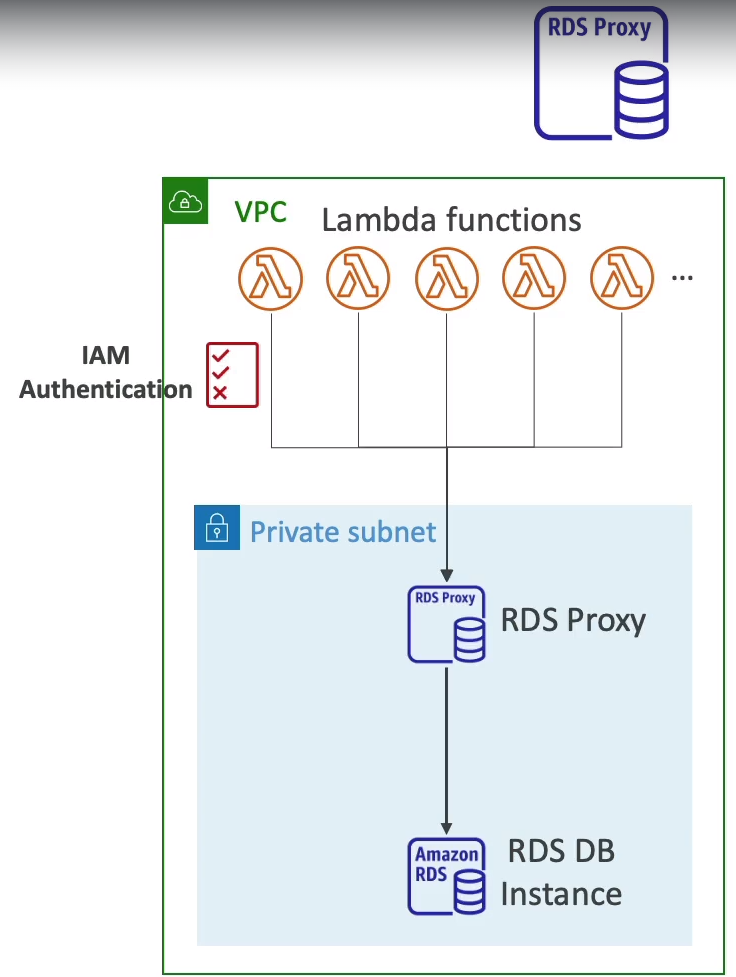 RDS Proxy
VPC
Lambda functions
...
IAM
Authentication
Private subnet
RDS Proxy
RDS Proxy
Amazon
RDS
RDS DB
Instance